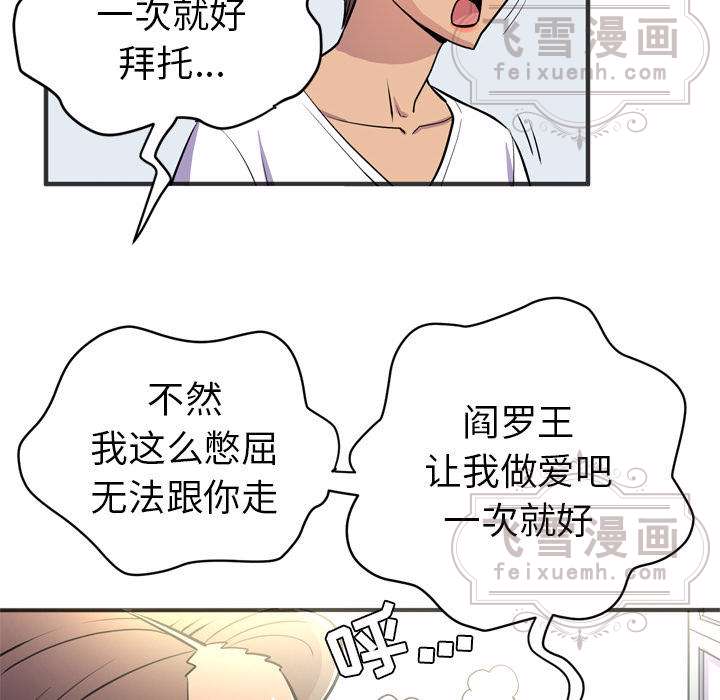 一次就好
拜托…
飞雪漫画
feixuemh.com
不然
我这么憋屈
无法跟你走
阎罗王
让我做爱吧
一次就好
飞雪漫画
feixuemh.com
呼…